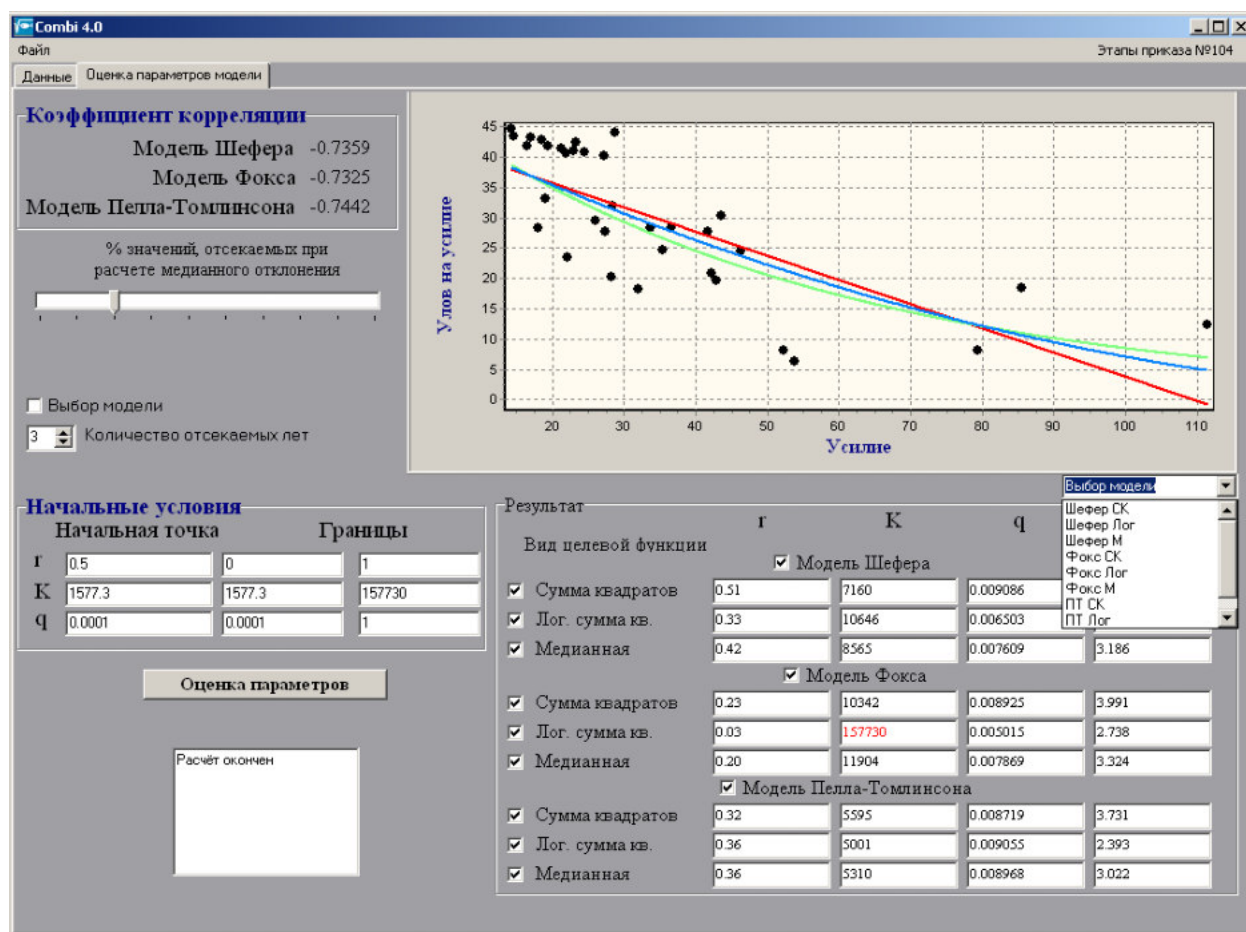 Combi 4.0
Файл
Этапы приказа №104
Данные Оценка параметров модели
Коэффициент корреляции
Модель Шефера -0.7359
Модель Фокса -0.7325
Модель Пелла-Томлинсона -0.7442
% значений, отсекаемых при
расчете медианного отклонения
Выбор модели
3 Количество отсекаемых лет
Улов на усилие
45
40
35
30
25
20
15
10
5
0
20 30 40 50 60 70 80 90 100 110
Усилие
Начальные условия
Начальная точка Границы
r 0.5 0 1
K 1577.3 1577.3 157730
q 0.0001 0.0001 1
Оценка параметров
Расчёт окончен
Выбор модели
Шефер СК
Шефер Лог
Шефер М
Фокс СК
Фокс Лог
Фокс М
ПТ СК
ПТ Лог
Результат
r K q
Вид целевой функции
Модель Шефера
Сумма квадратов 0.51 7160 0.009086
Лог. сумма кв. 0.33 10646 0.006503
Медианная 0.42 8565 0.007609 3.186
Модель Фокса
Сумма квадратов 0.23 10342 0.008925 3.991
Лог. сумма кв. 0.03 157730 0.005015 2.738
Медианная 0.20 11904 0.007869 3.324
Модель Пелла-Томлинсона
Сумма квадратов 0.32 5595 0.008719 3.731
Лог. сумма кв. 0.36 5001 0.009055 2.393
Медианная 0.36 5310 0.008968 3.022